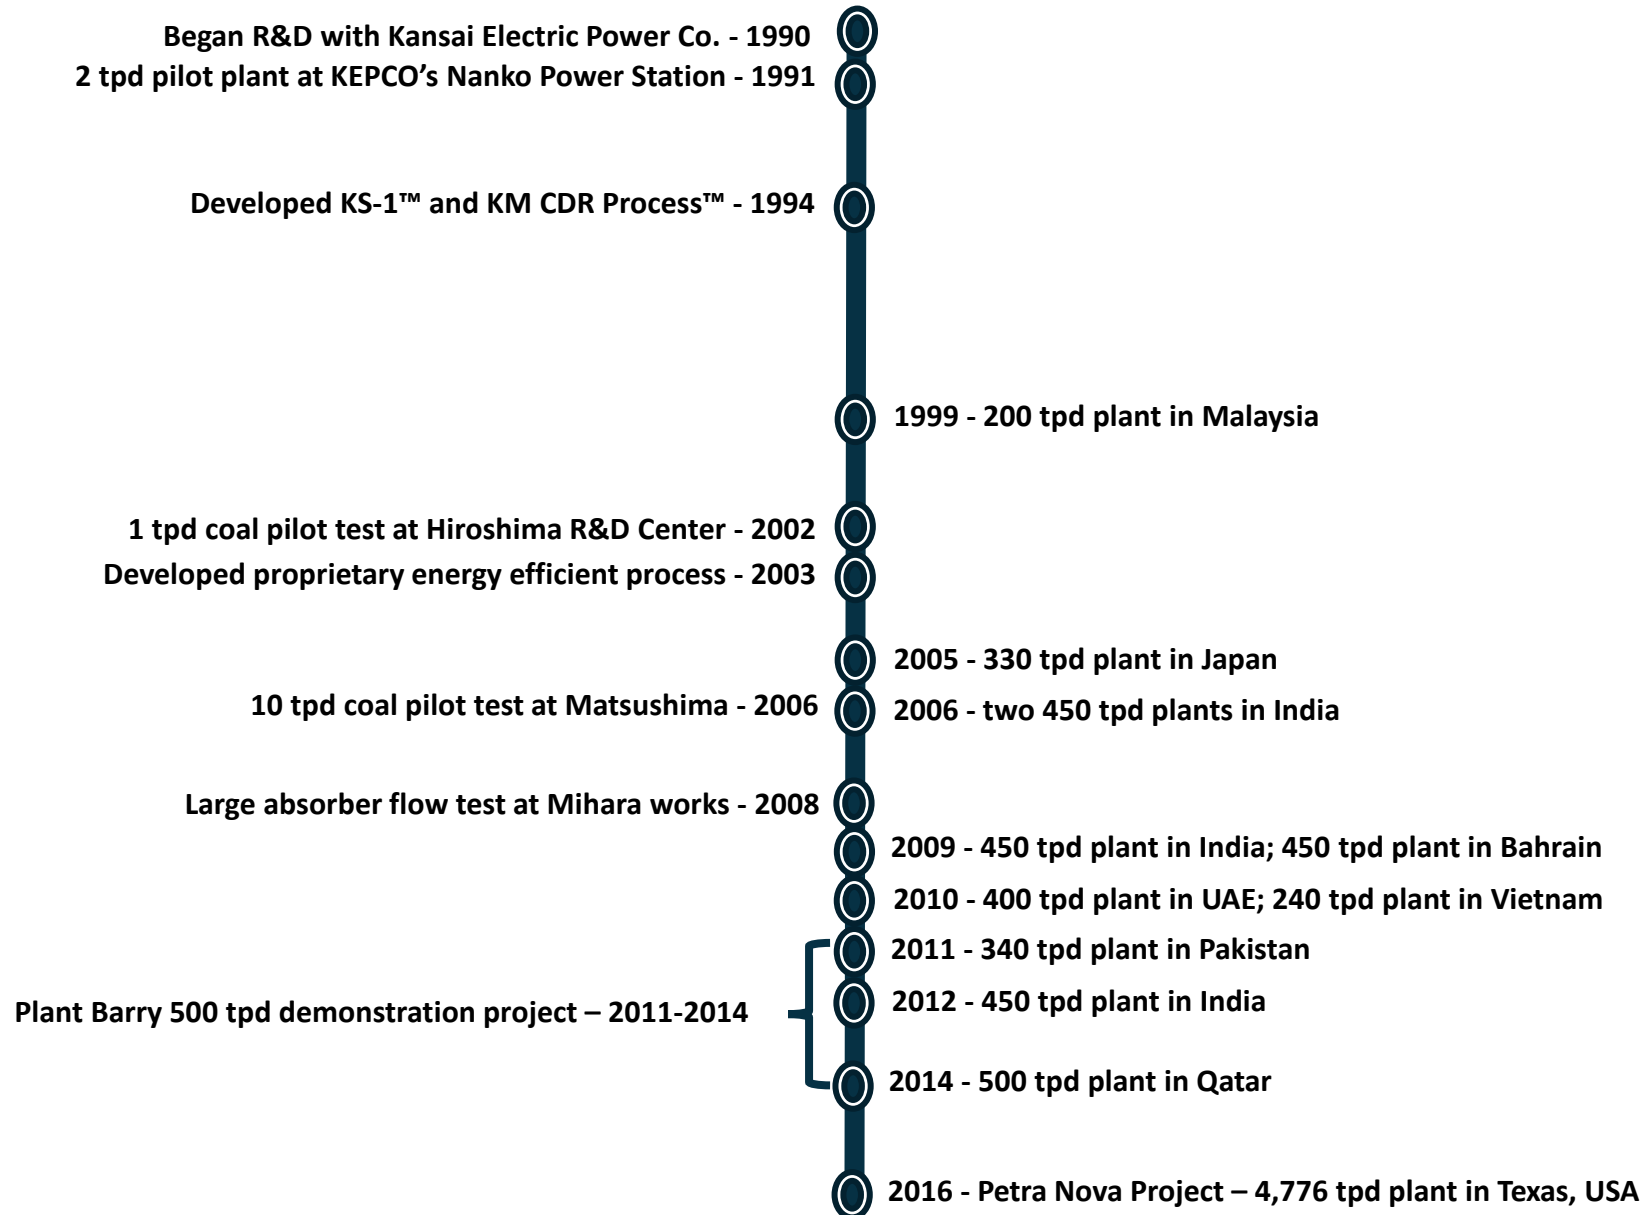 Began R&D with Kansai Electric Power Co. - 1990
2 tpd pilot plant at KEPCO’s Nanko Power Station - 1991
Developed KS-1™ and KM CDR Process™ - 1994
1999 - 200 tpd plant in Malaysia
1 tpd coal pilot test at Hiroshima R&D Center - 2002
Developed proprietary energy efficient process - 2003
2005 - 330 tpd plant in Japan
10 tpd coal pilot test at Matsushima - 2006
2006 - two 450 tpd plants in India
Large absorber flow test at Mihara works - 2008
2009 - 450 tpd plant in India; 450 tpd plant in Bahrain
2010 - 400 tpd plant in UAE; 240 tpd plant in Vietnam
2011 - 340 tpd plant in Pakistan
2012 - 450 tpd plant in India
Plant Barry 500 tpd demonstration project – 2011-2014
2014 - 500 tpd plant in Qatar
2016 - Petra Nova Project – 4,776 tpd plant in Texas, USA